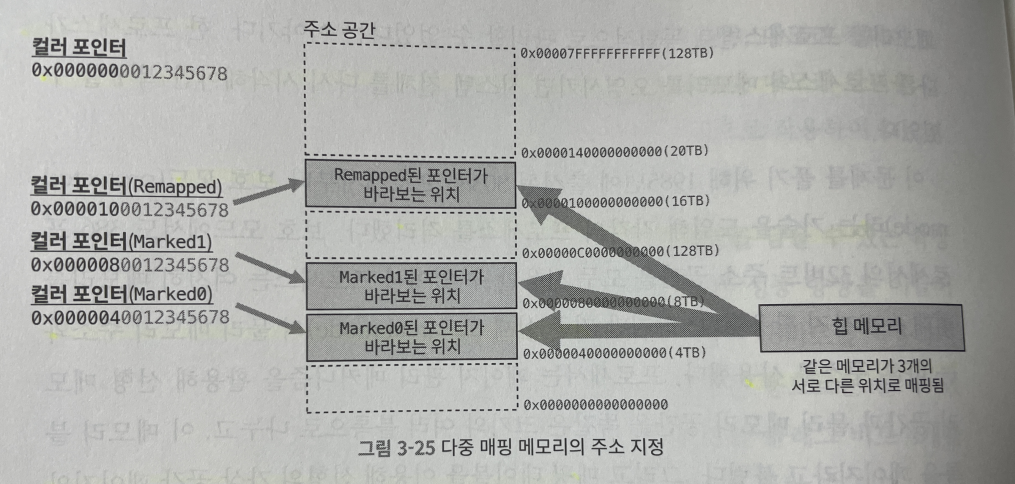 주소 공간
컬러 포인터
0x0000000012345678
0x00007FFFFFFFFFFF(128TB)
0x0000140000000000(20TB)
컬러 포인터(Remapped)
0x0000100012345678
Remapped된 포인터가
바라보는 위치
0x0000100000000000(16TB)
컬러 포인터(Marked1)
0x0000080012345678
0x00000C0000000000(128TB)
Marked1된 포인터가
바라보는 위치
0x0000080000000000(8TB)
컬러 포인터(Marked0)
0x0000040012345678
Marked0된 포인터가
바라보는 위치
0x0000040000000000(4TB)
힙 메모리
같은 메모리가 3개의
서로 다른 위치로 매핑됨
0x0000000000000000
그림 3-25 다중 매핑 메모리의 주소 지정